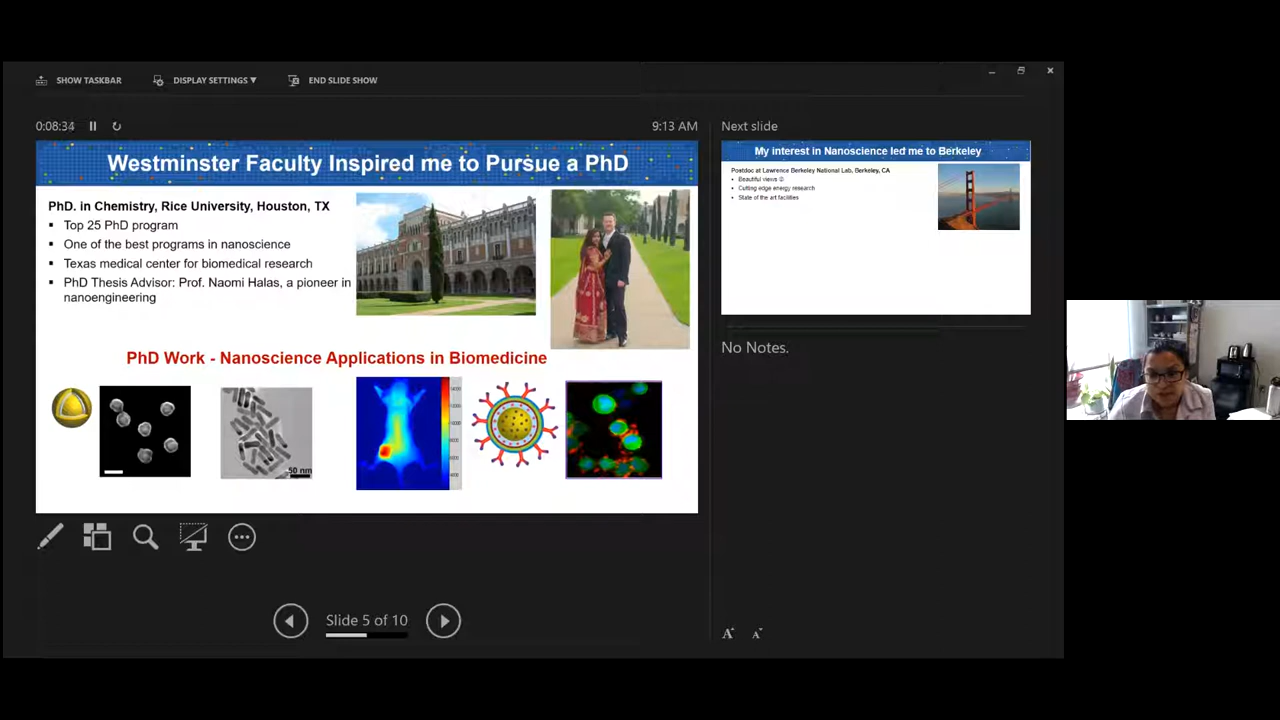 SHOW TASKBAR
DISPLAY SETTINGS ▼
END SLIDE SHOW
0:08:34
9:13 AM
Westminster Faculty Inspired me to Pursue a PhD
PhD. in Chemistry, Rice University, Houston, TX
▪ Top 25 PhD program
▪ One of the best programs in nanoscience
▪ Texas medical center for biomedical research
▪ PhD Thesis Advisor: Prof. Naomi Halas, a pioneer in
nanoengineering
PhD Work - Nanoscience Applications in Biomedicine
50 nm
Slide 5 of 10
Next slide
My interest in Nanoscience led me to Berkeley
Postdoc at Lawrence Berkeley National Lab, Berkeley, CA
• Beautiful views ☺
• Cutting edge energy research
• State of the art facilities
No Notes.
A A